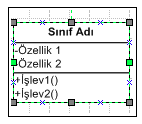 Sınıf Adı
-Özellik 1
-Özellik 2
+İşlev1()
+İşlev2()